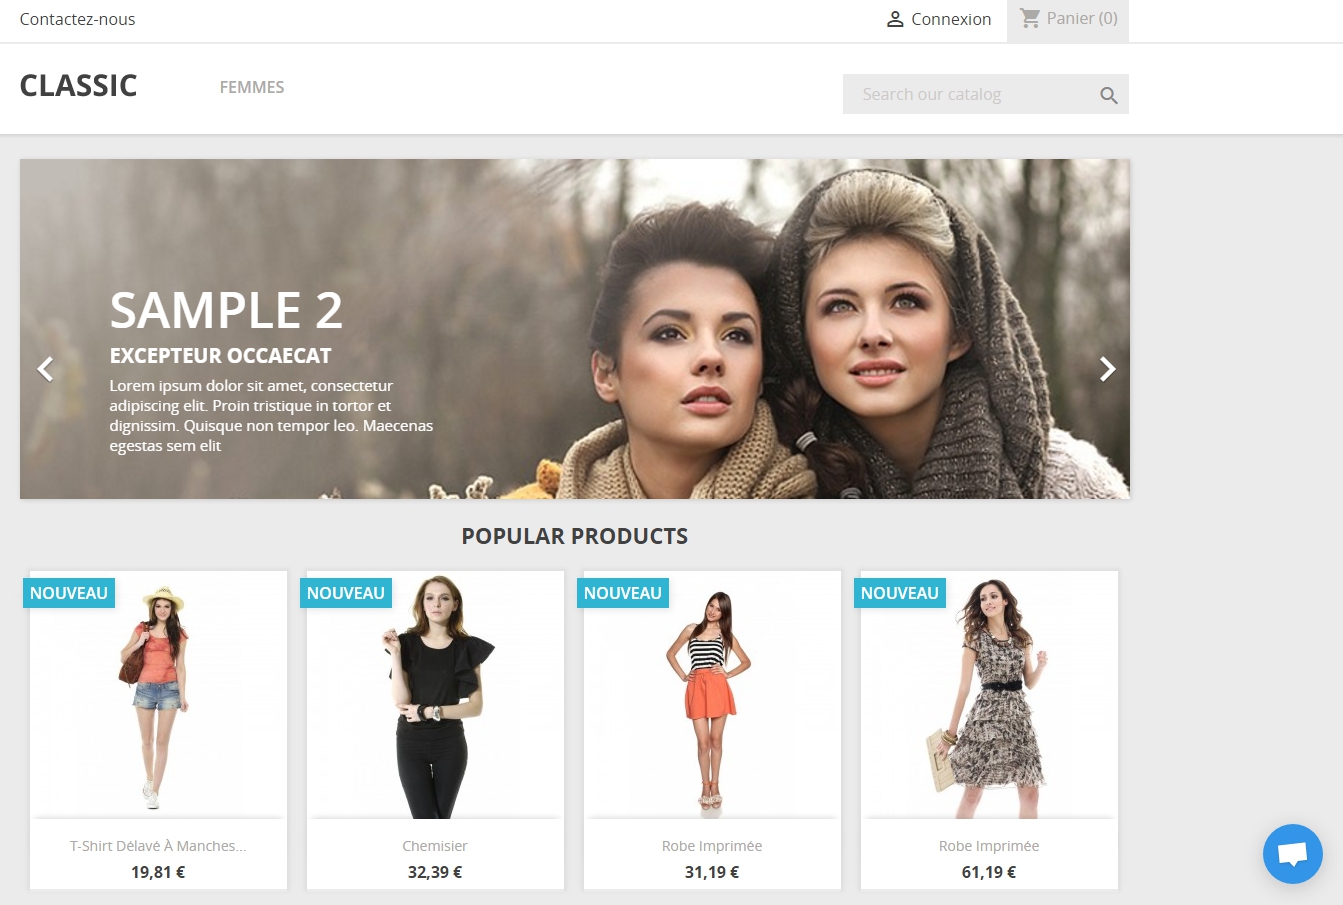 Contactez-nous
Connexion
Panier (0)
CLASSIC
FEMMES
Search our catalog
SAMPLE 2
EXCEPTEUR OCCAECAT
Lorem ipsum dolor sit amet, consectetur
adipiscing elit. Proin tristique in tortor et
dignissim. Quisque non tempor leo. Maecenas
egestas sem elit
POPULAR PRODUCTS
NOUVEAU
T-Shirt Délavé À Manches...
19,81 €
NOUVEAU
Chemisier
32,39 €
NOUVEAU
Robe Imprimée
31,19 €
NOUVEAU
Robe Imprimée
61,19 €